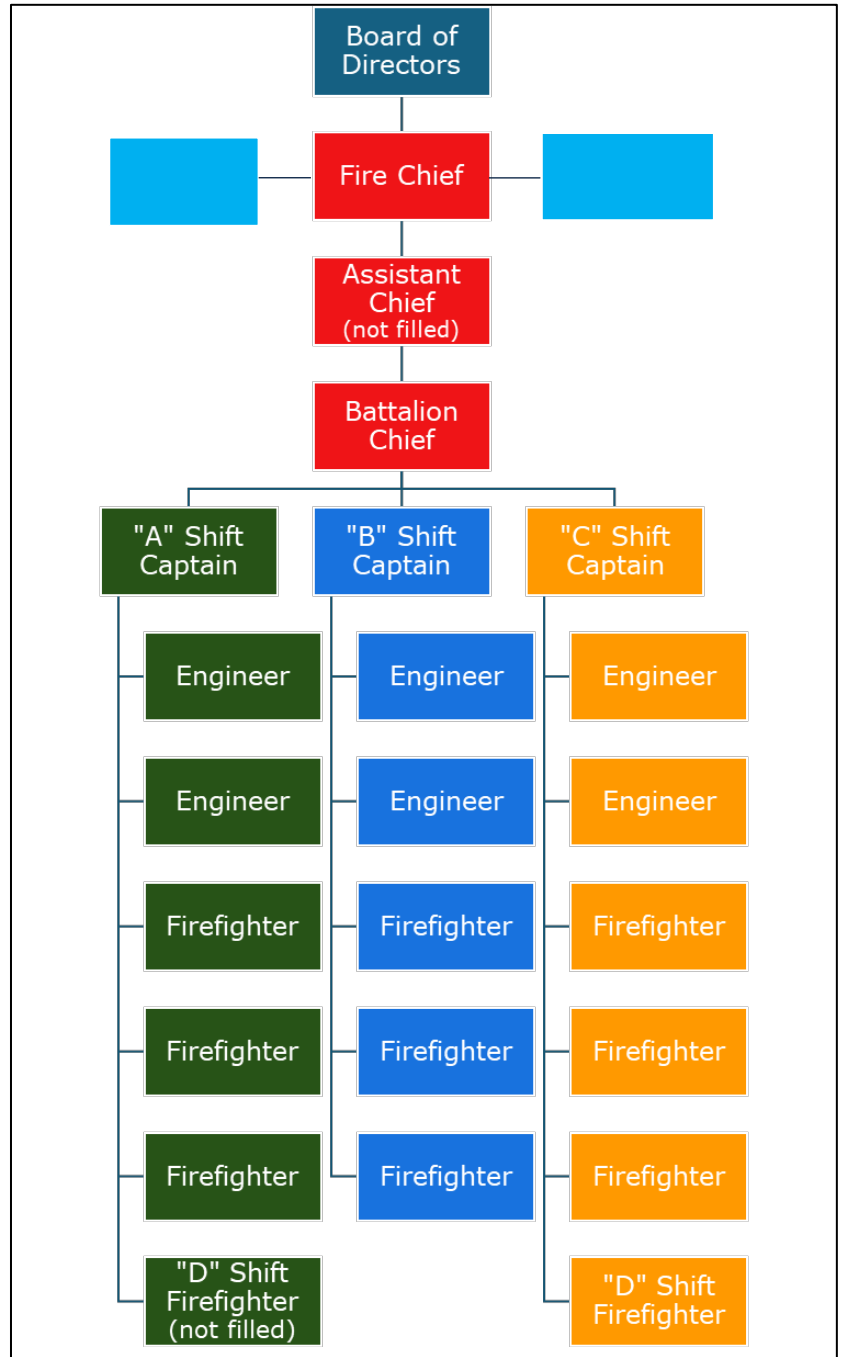 Board of
Directors
Fire Chief
Assistant
Chief
(not filled)
Battalion
Chief
"A" Shift
Captain
"B" Shift
Captain
"C" Shift
Captain
Engineer
Engineer
Engineer
Engineer
Engineer
Engineer
Firefighter
Firefighter
Firefighter
Firefighter
Firefighter
Firefighter
Firefighter
Firefighter
Firefighter
"D" Shift
Firefighter
(not filled)
"D" Shift
Firefighter